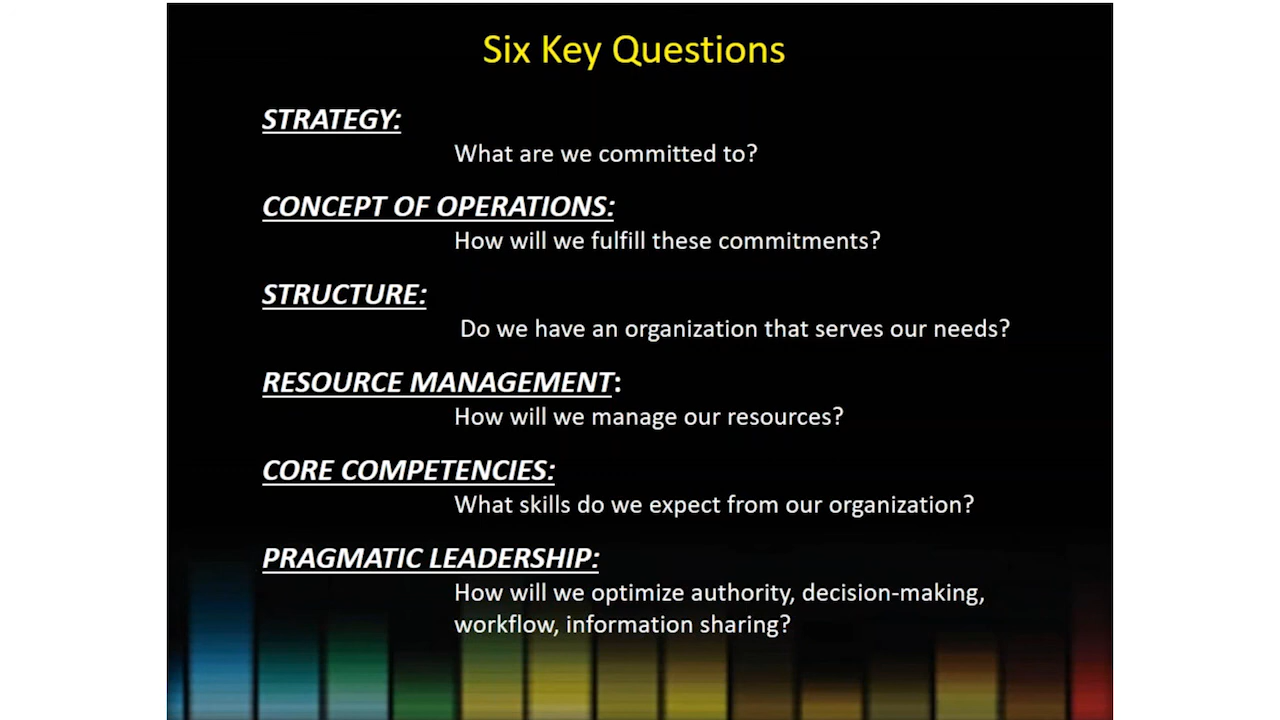 Six Key Questions
STRATEGY:
What are we committed to?
CONCEPT OF OPERATIONS:
How will we fulfill these commitments?
STRUCTURE:
Do we have an organization that serves our needs?
RESOURCE MANAGEMENT:
How will we manage our resources?
CORE COMPETENCIES:
What skills do we expect from our organization?
PRAGMATIC LEADERSHIP:
How will we optimize authority, decision-making,
workflow, information sharing?